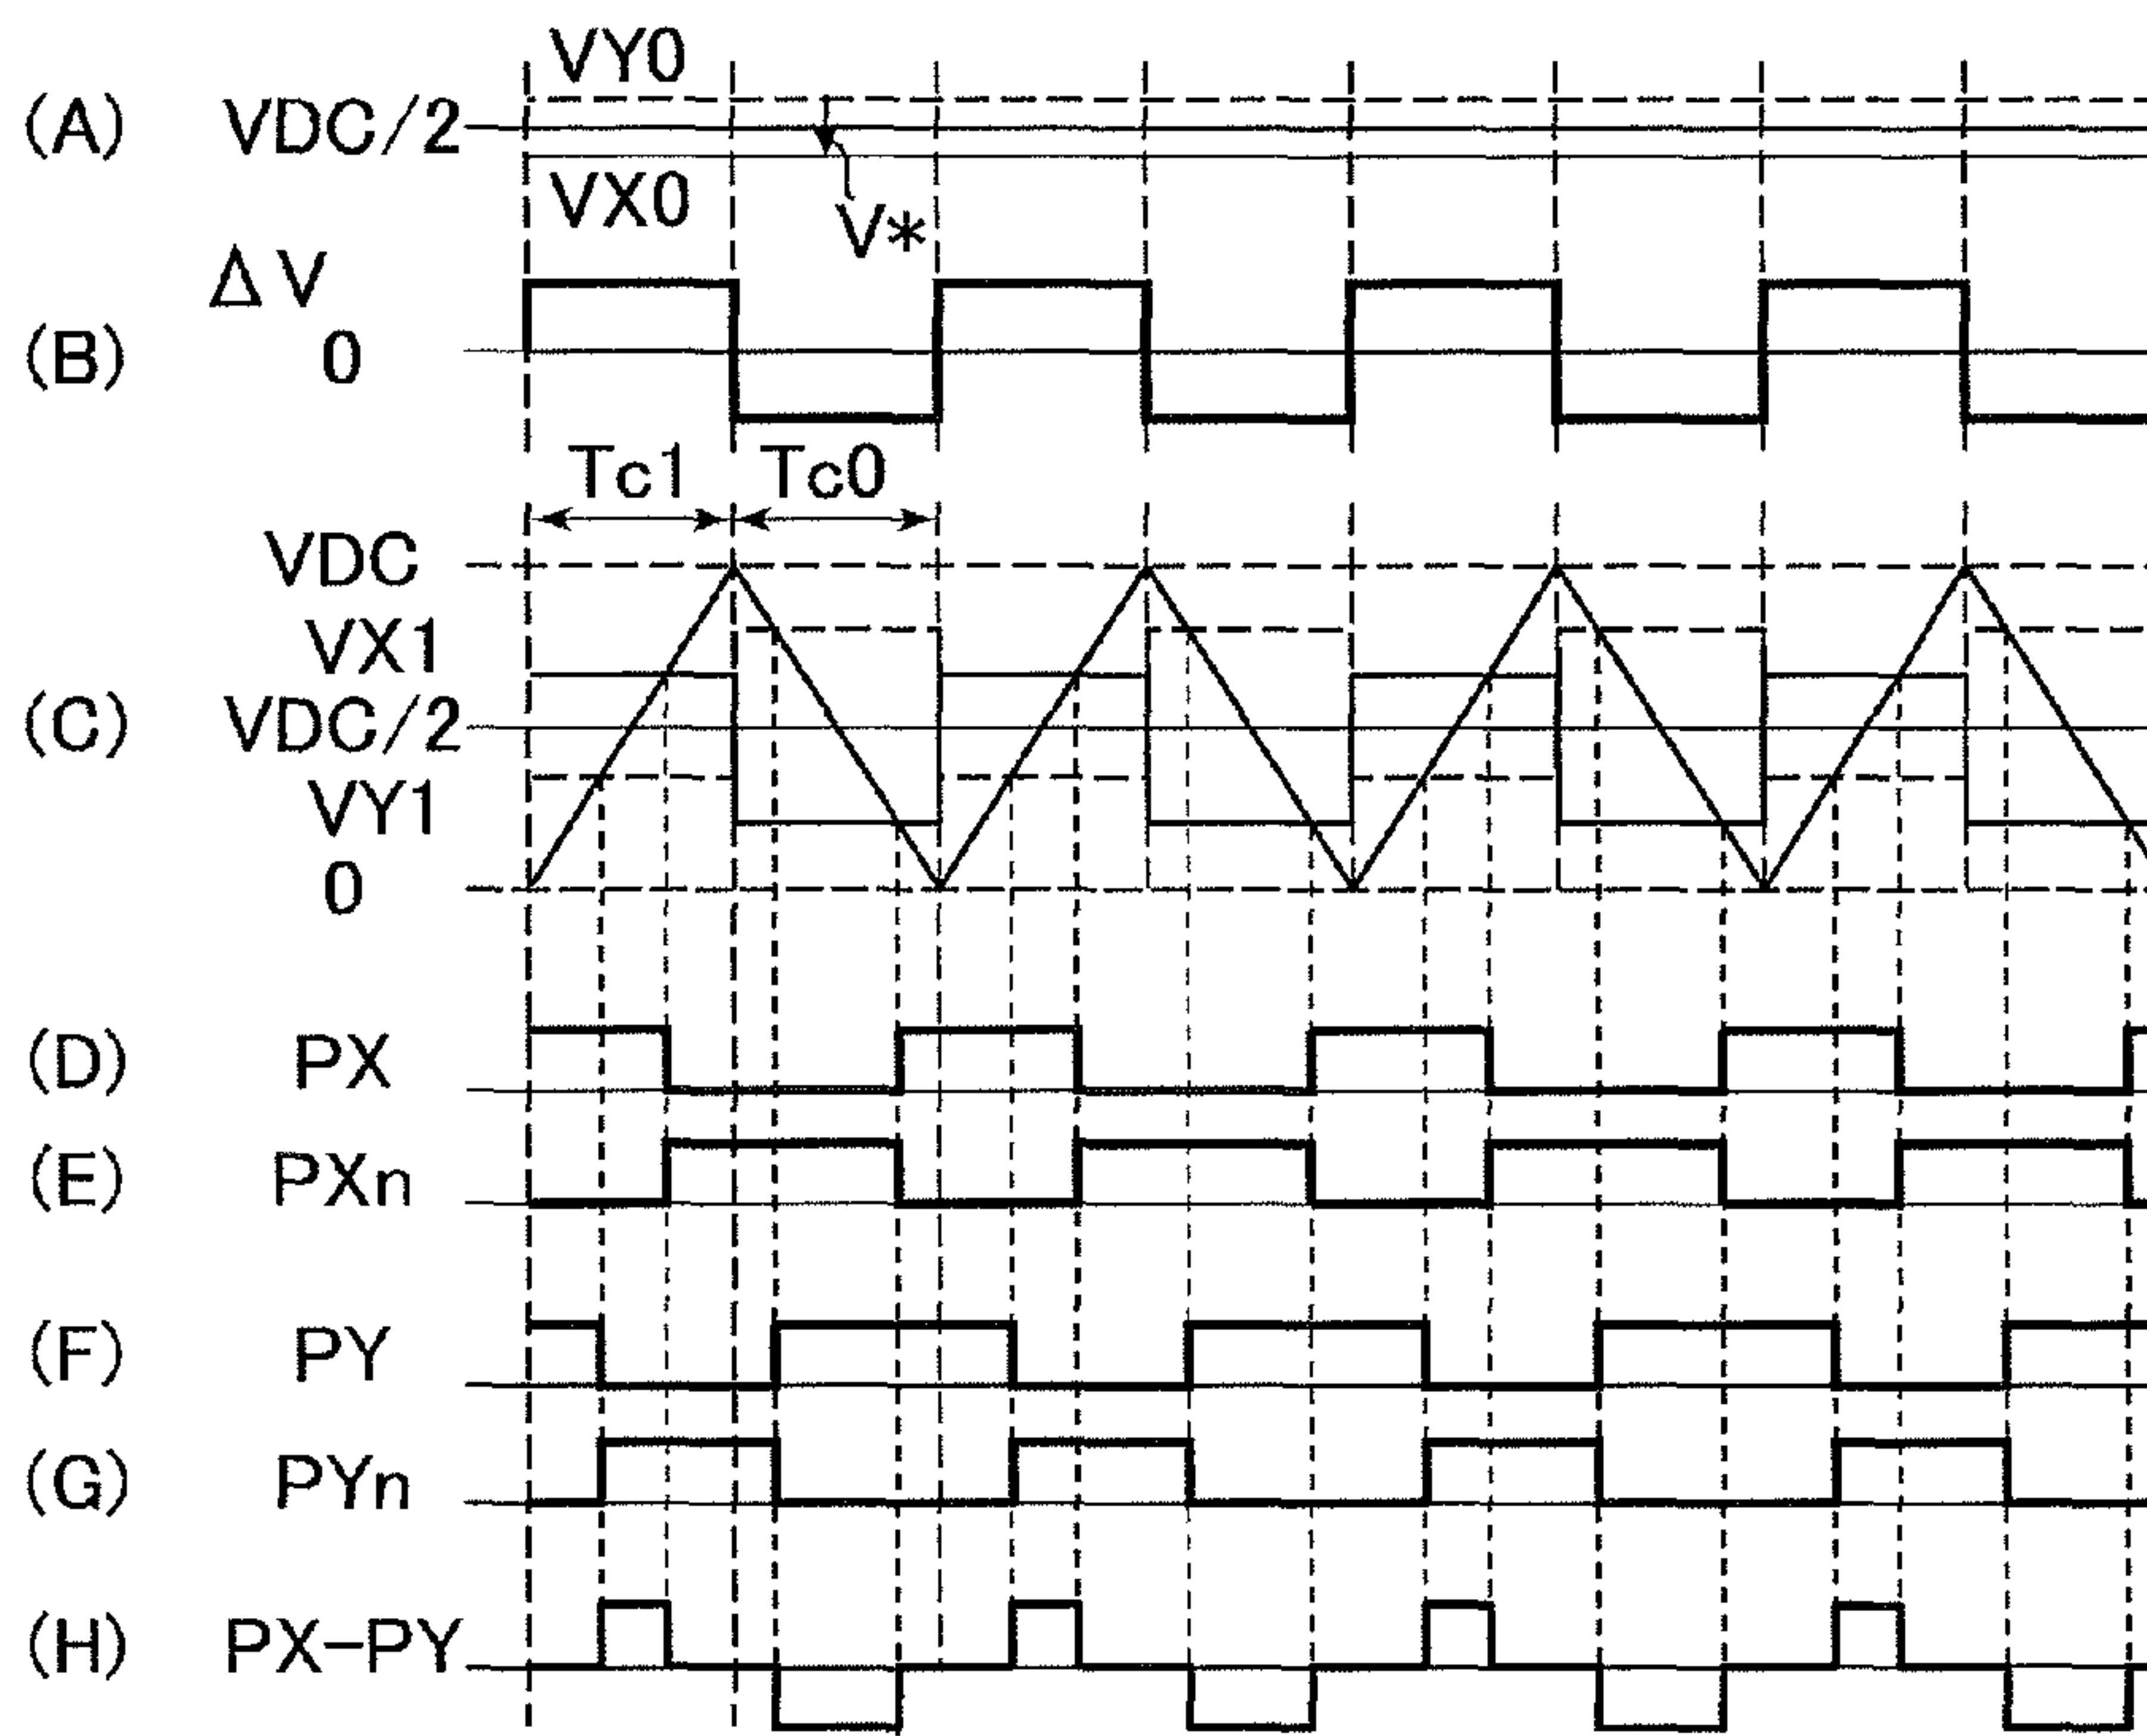 VY0
(A) VDC/2
VX0
V*
ΔV
(B) 0
Tc1 Tc0
VDC
VX1
(C) VDC/2
VY1
0
(D) PX
(E) PXn
(F) PY
(G) PYn
(H) PX-PY